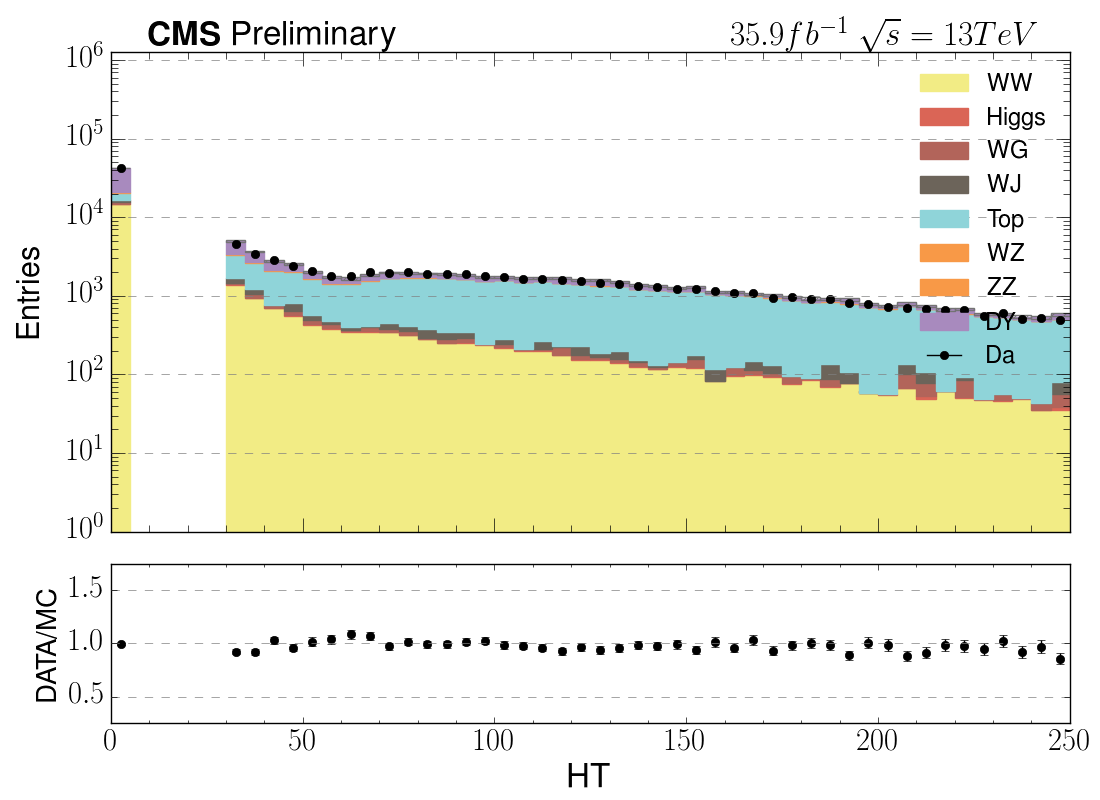 CMS Preliminary 35.9fb⁻¹ √s = 13TeV
10⁶
10⁵
10⁴
10³
10²
10¹
10⁰
Entries
WW
Higgs
WG
WJ
Top
WZ
ZZ
DY
Da
1.5
1.0
0.5
DATA/MC
0 50 100 150 200 250
HT